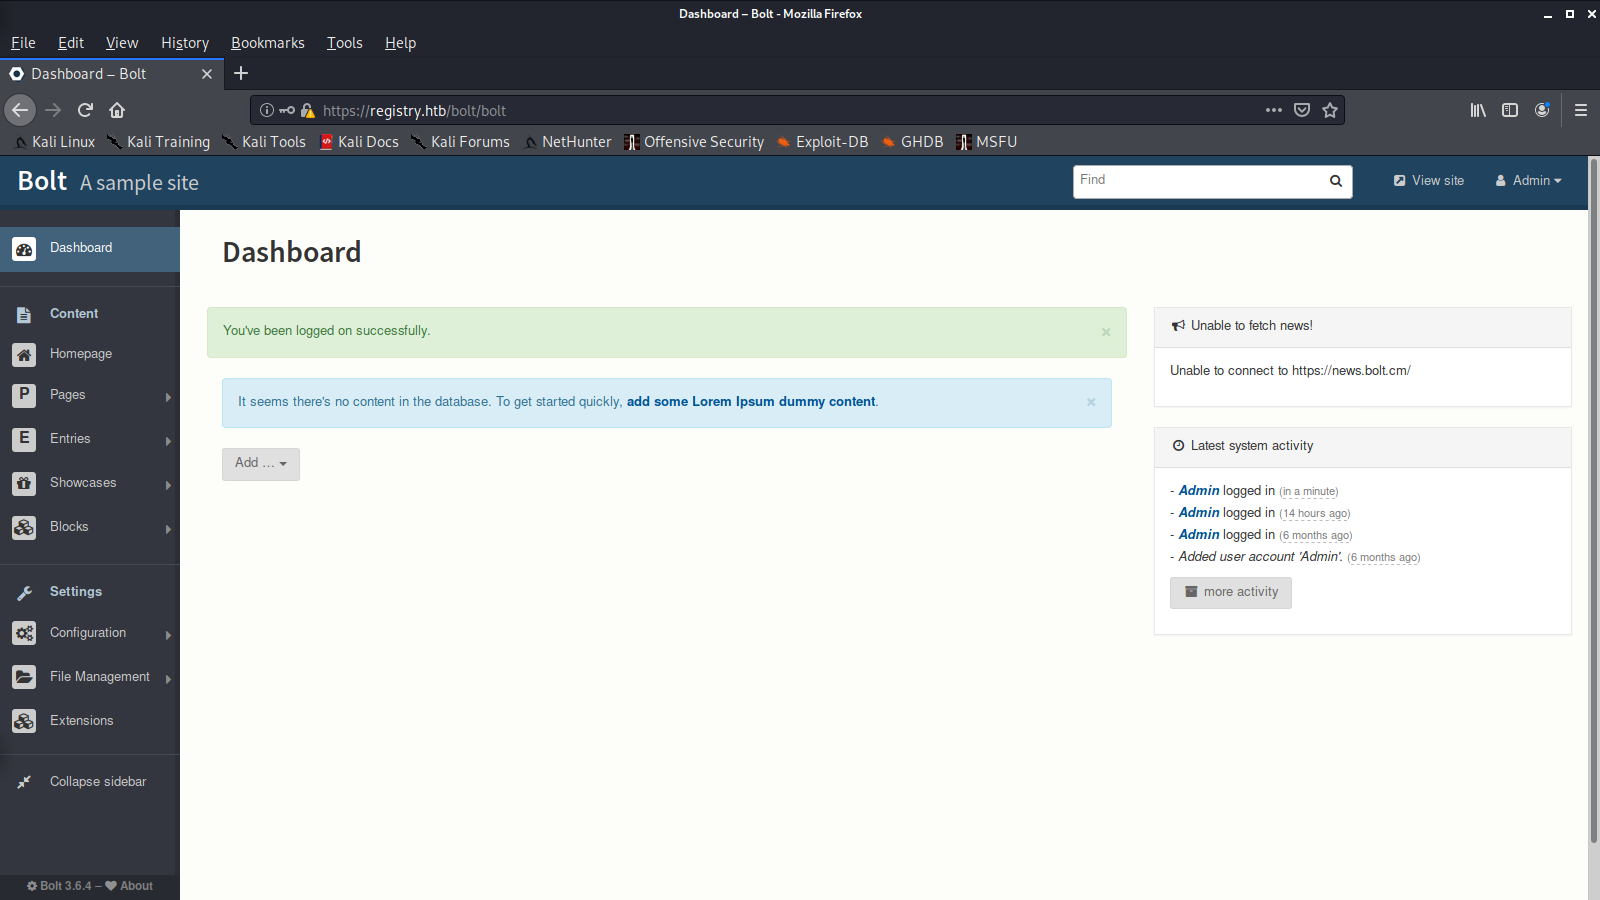 Dashboard – Bolt - Mozilla Firefox
File Edit View History Bookmarks Tools Help
Dashboard – Bolt
https://registry.htb/bolt/bolt
Kali Linux Kali Training Kali Tools Kali Docs Kali Forums NetHunter Offensive Security Exploit-DB GHDB MSFU
Bolt A sample site
Find
View site
Admin
Dashboard
Content
Homepage
P Pages
E Entries
Showcases
Blocks
Settings
Configuration
File Management
Extensions
Collapse sidebar
Bolt 3.6.4 – About
Dashboard
You've been logged on successfully.
It seems there's no content in the database. To get started quickly, add some Lorem Ipsum dummy content.
Add ...
Unable to fetch news!
Unable to connect to https://news.bolt.cm/
Latest system activity
- Admin logged in (in a minute)
- Admin logged in (14 hours ago)
- Admin logged in (6 months ago)
- Added user account 'Admin'. (6 months ago)
more activity